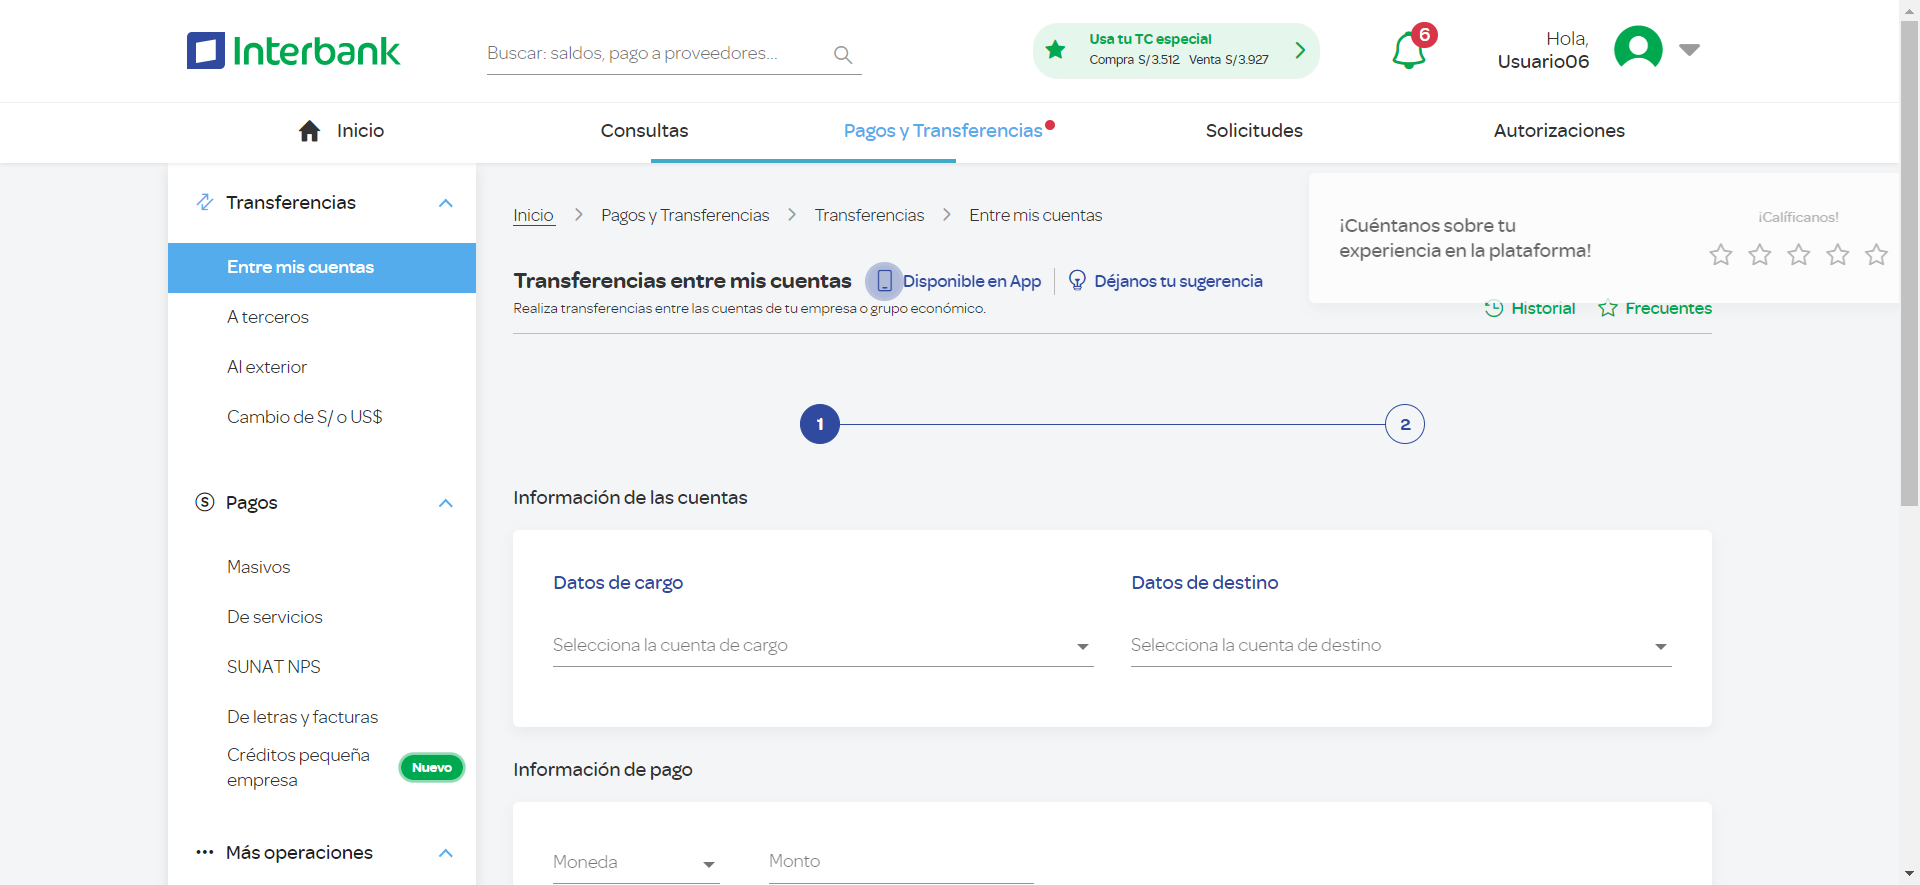 Interbank
Buscar: saldos, pago a proveedores...
Usa tu TC especial
Compra S/3.512 Venta S/3.927
6
Hola,
Usuario06
Inicio
Consultas
Pagos y Transferencias
Solicitudes
Autorizaciones
Transferencias
Entre mis cuentas
A terceros
Al exterior
Cambio de S/ o US$
Pagos
Masivos
De servicios
SUNAT NPS
De letras y facturas
Créditos pequeña
empresa
Nuevo
Más operaciones
Inicio > Pagos y Transferencias > Transferencias > Entre mis cuentas
¡Cuéntanos sobre tu
experiencia en la plataforma!
¡Califícanos!
Transferencias entre mis cuentas
Disponible en App
Déjanos tu sugerencia
Realiza transferencias entre las cuentas de tu empresa o grupo económico.
Historial
Frecuentes
1
2
Información de las cuentas
Datos de cargo
Datos de destino
Selecciona la cuenta de cargo
Selecciona la cuenta de destino
Información de pago
Moneda
Monto